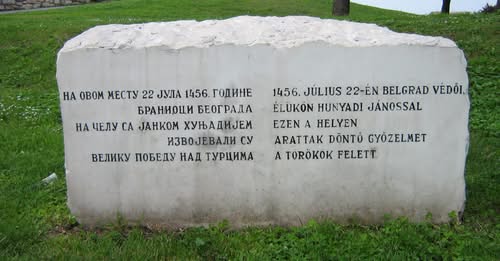 НА ОВОМ МЕСТУ 22 ЈУЛА 1456. ГОДИНЕ
БРАНИОЦИ БЕОГРАДА
НА ЧЕЛУ СА ЈАНКОМ ХУЊАДИЈЕМ
ИЗВОЈЕВАЛИ СУ
ВЕЛИКУ ПОБЕДУ НАД ТУРЦИМА
1456. JÚLIUS 22-ÉN BELGRAD VÉDŐI,
ÉLÜKÖN HUNYADI JÁNOSSAL
EZEN A HELYEN
ARATTAK DÖNTŐ GYŐZELMET
A TÖRÖKÖK FELETT